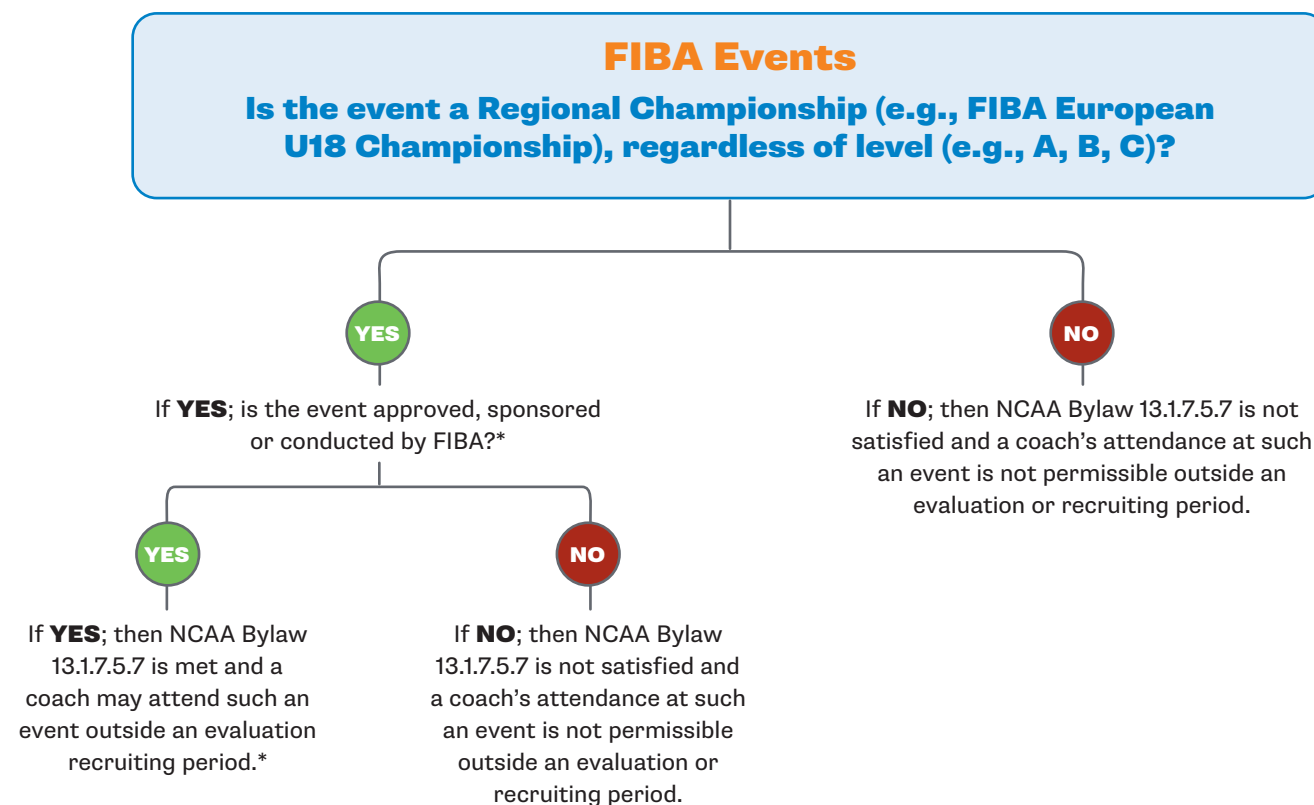 FIBA Events
Is the event a Regional Championship (e.g., FIBA European
U18 Championship), regardless of level (e.g., A, B, C)?
YES
NO
If YES; is the event approved, sponsored
or conducted by FIBA?*
If NO; then NCAA Bylaw 13.1.7.5.7 is not
satisfied and a coach’s attendance at such
an event is not permissible outside an
evaluation or recruiting period.
YES
NO
If YES; then NCAA Bylaw
13.1.7.5.7 is met and a
coach may attend such an
event outside an evaluation
recruiting period.*
If NO; then NCAA Bylaw
13.1.7.5.7 is not satisfied and
a coach’s attendance at such
an event is not permissible
outside an evaluation or
recruiting period.